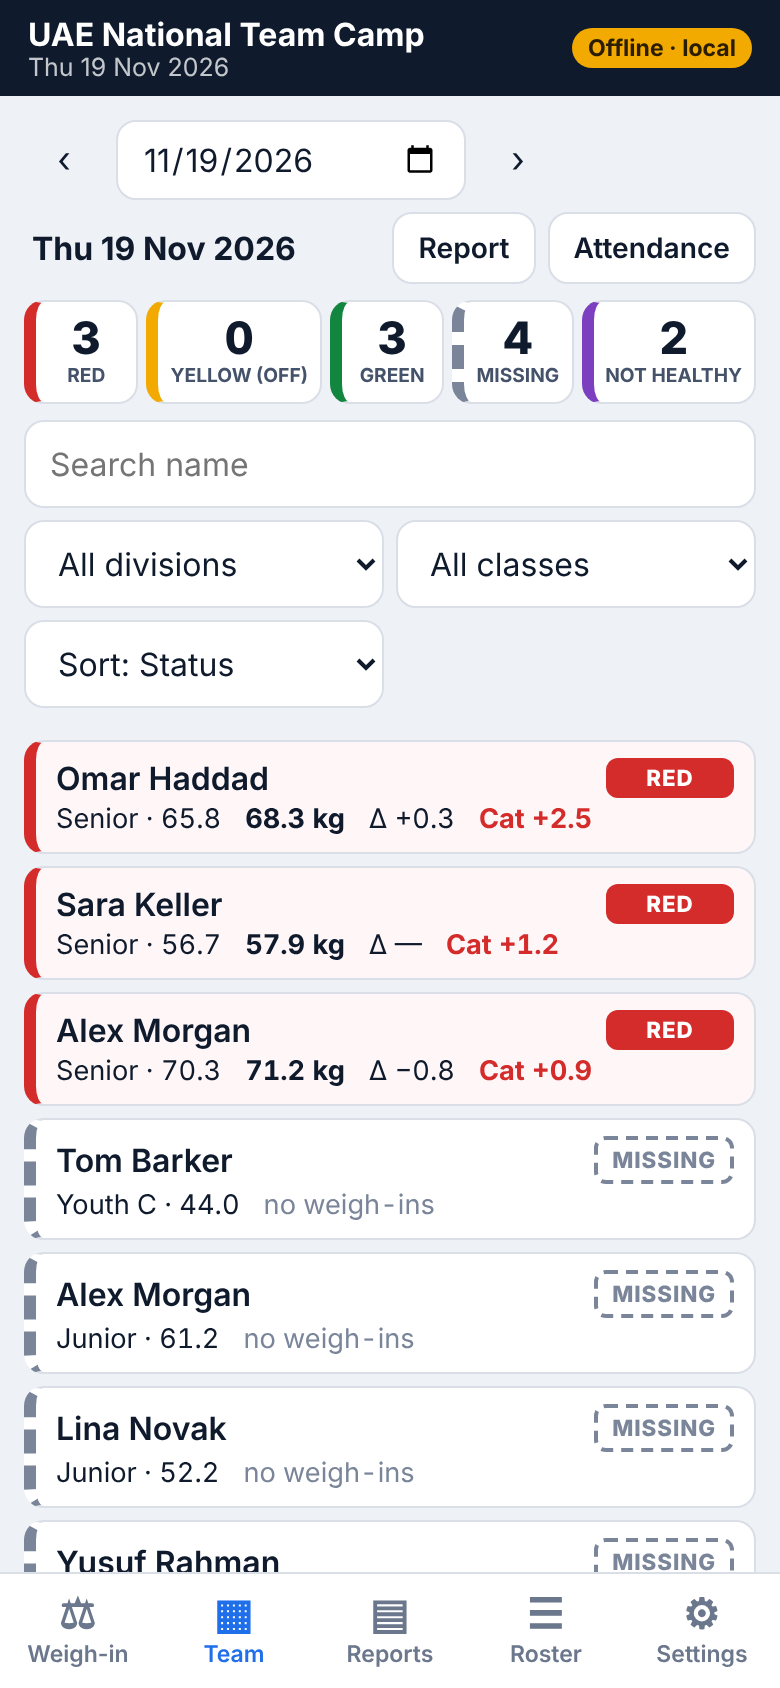 UAE National Team Camp
Thu 19 Nov 2026
Offline · local
‹ 11/19/2026 ›
Thu 19 Nov 2026
Report
Attendance
3
RED
0
YELLOW (OFF)
3
GREEN
4
MISSING
2
NOT HEALTHY
Search name
All divisions
All classes
Sort: Status
Omar Haddad
RED
Senior · 65.8 68.3 kg Δ +0.3 Cat +2.5
Sara Keller
RED
Senior · 56.7 57.9 kg Δ — Cat +1.2
Alex Morgan
RED
Senior · 70.3 71.2 kg Δ −0.8 Cat +0.9
Tom Barker
MISSING
Youth C · 44.0 no weigh-ins
Alex Morgan
MISSING
Junior · 61.2 no weigh-ins
Lina Novak
MISSING
Junior · 52.2 no weigh-ins
Yusuf Rahman
MISSING
Weigh-in
Team
Reports
Roster
Settings